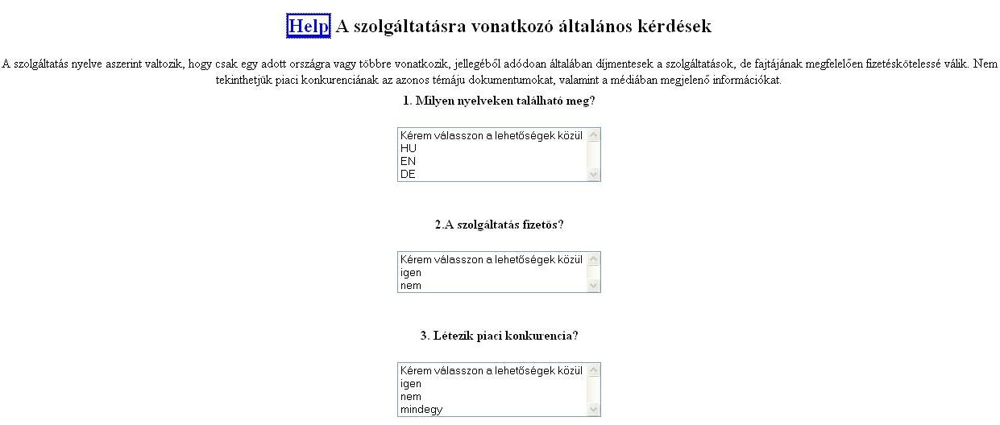 Help A szolgáltatásra vonatkozó általános kérdések
A szolgáltatás nyelve aszerint valtozik, hogy csak egy adott országra vagy többre vonatkozik, jellegéből adódoan általában díjmentesek a szolgáltatások, de fajtájának megfelelően fizetéskötelessé válik. Nem
tekinthetjük piaci konkurenciának az azonos témáju dokumentumokat, valamint a médiában megjelenő információkat.
1. Milyen nyelveken található meg?
Kérem válasszon a lehetőségek közül
HU
EN
DE
2.A szolgáltatás fizetős?
Kérem válasszon a lehetőségek közül
igen
nem
3. Létezik piaci konkurencia?
Kérem válasszon a lehetőségek közül
igen
nem
mindegy